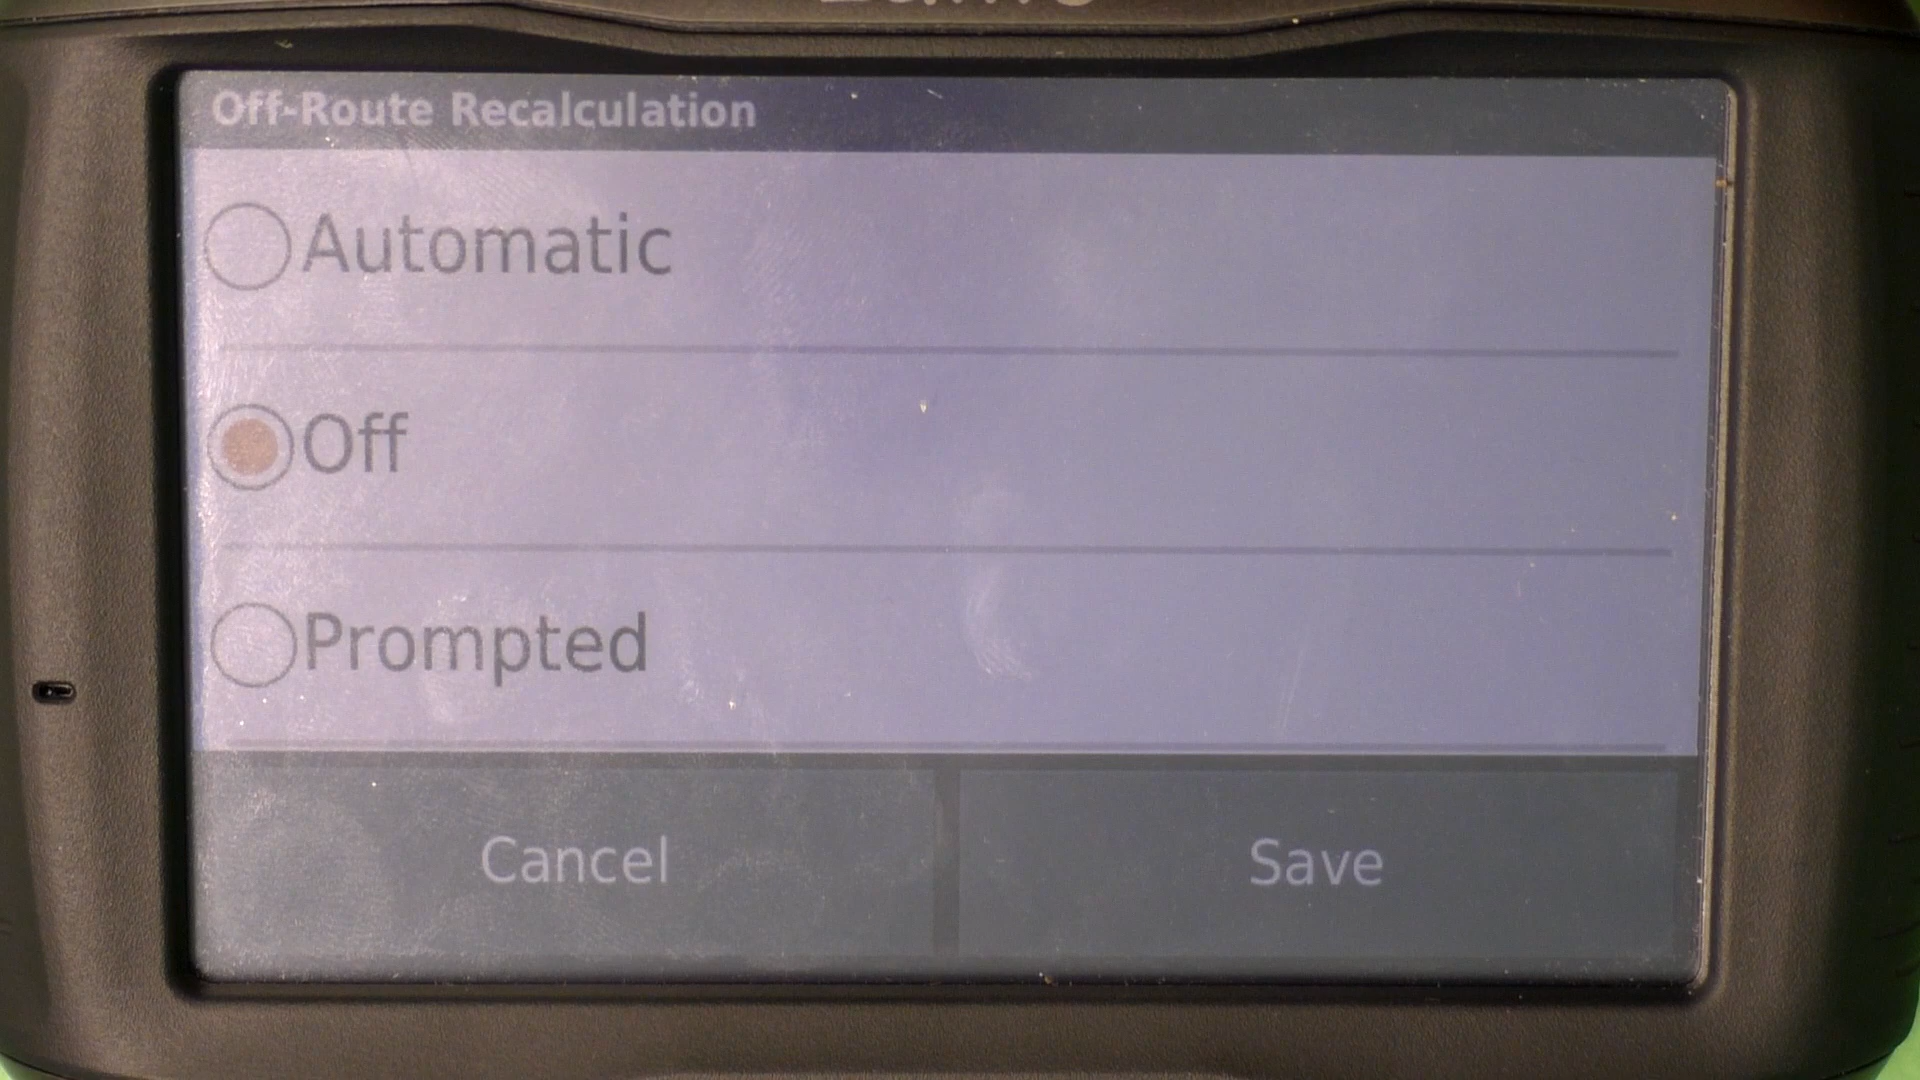 Off-Route Recalculation
Automatic
Off
Prompted
Cancel
Save